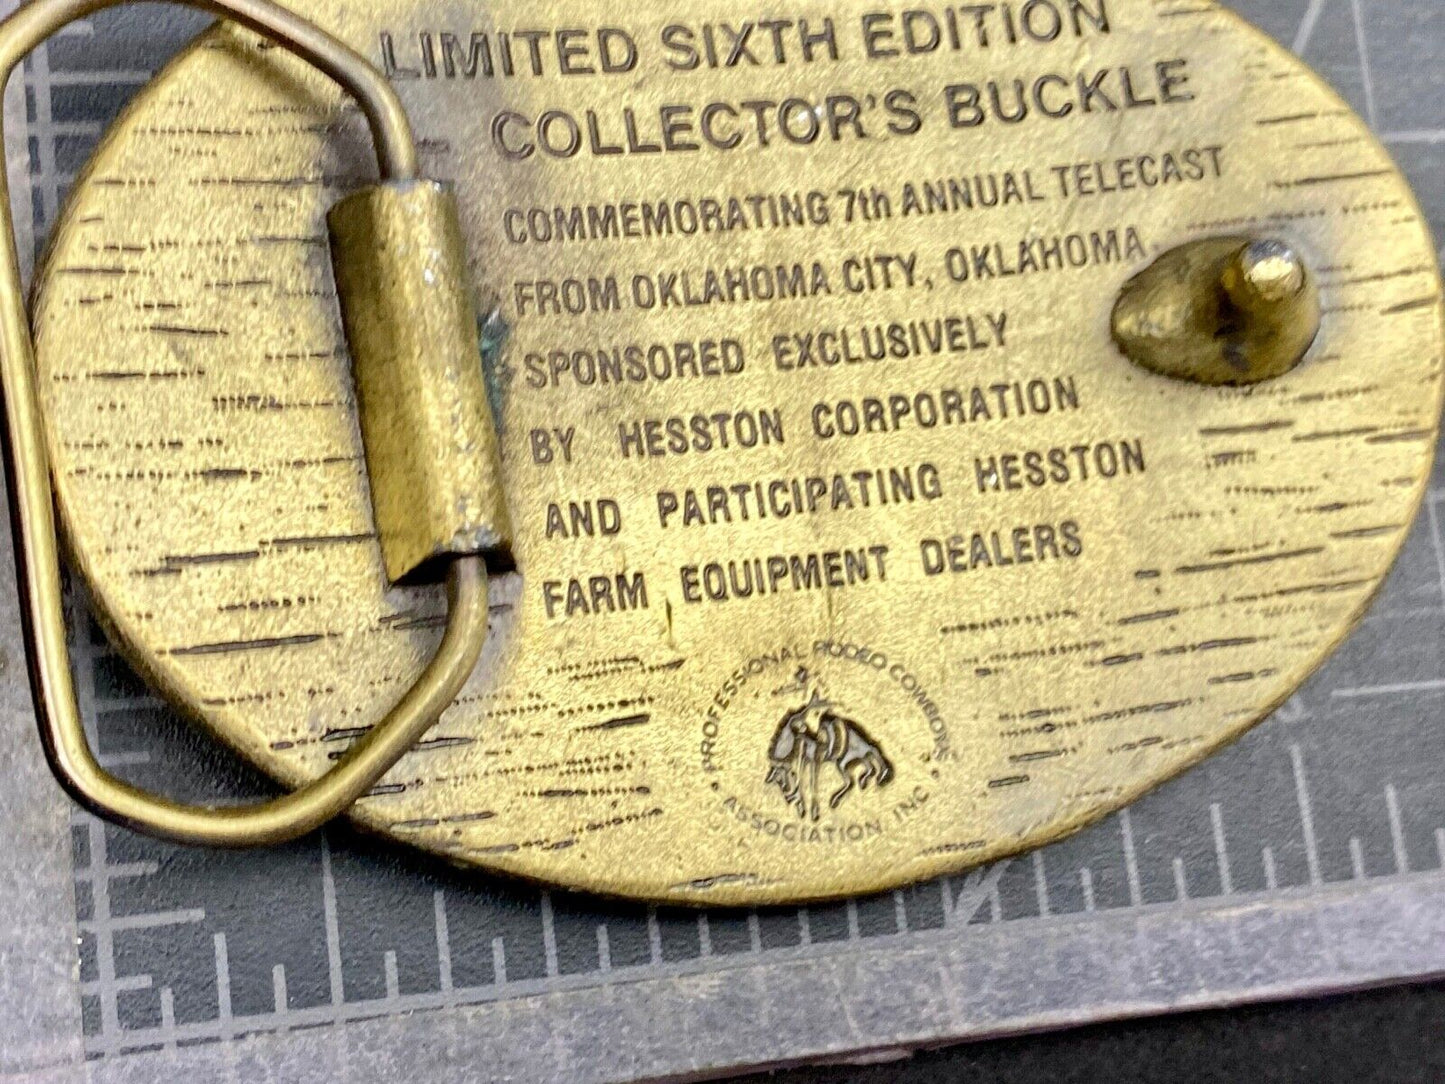 LIMITED SIXTH EDITION
COLLECTOR'S BUCKLE
COMMEMORATING 7th ANNUAL TELECAST
FROM OKLAHOMA CITY, OKLAHOMA,
SPONSORED EXCLUSIVELY
BY HESSTON CORPORATION
AND PARTICIPATING HESSTON
FARM EQUIPMENT DEALERS
PROFESSIONAL RODEO COWBOYS
ASSOCIATION, INC.